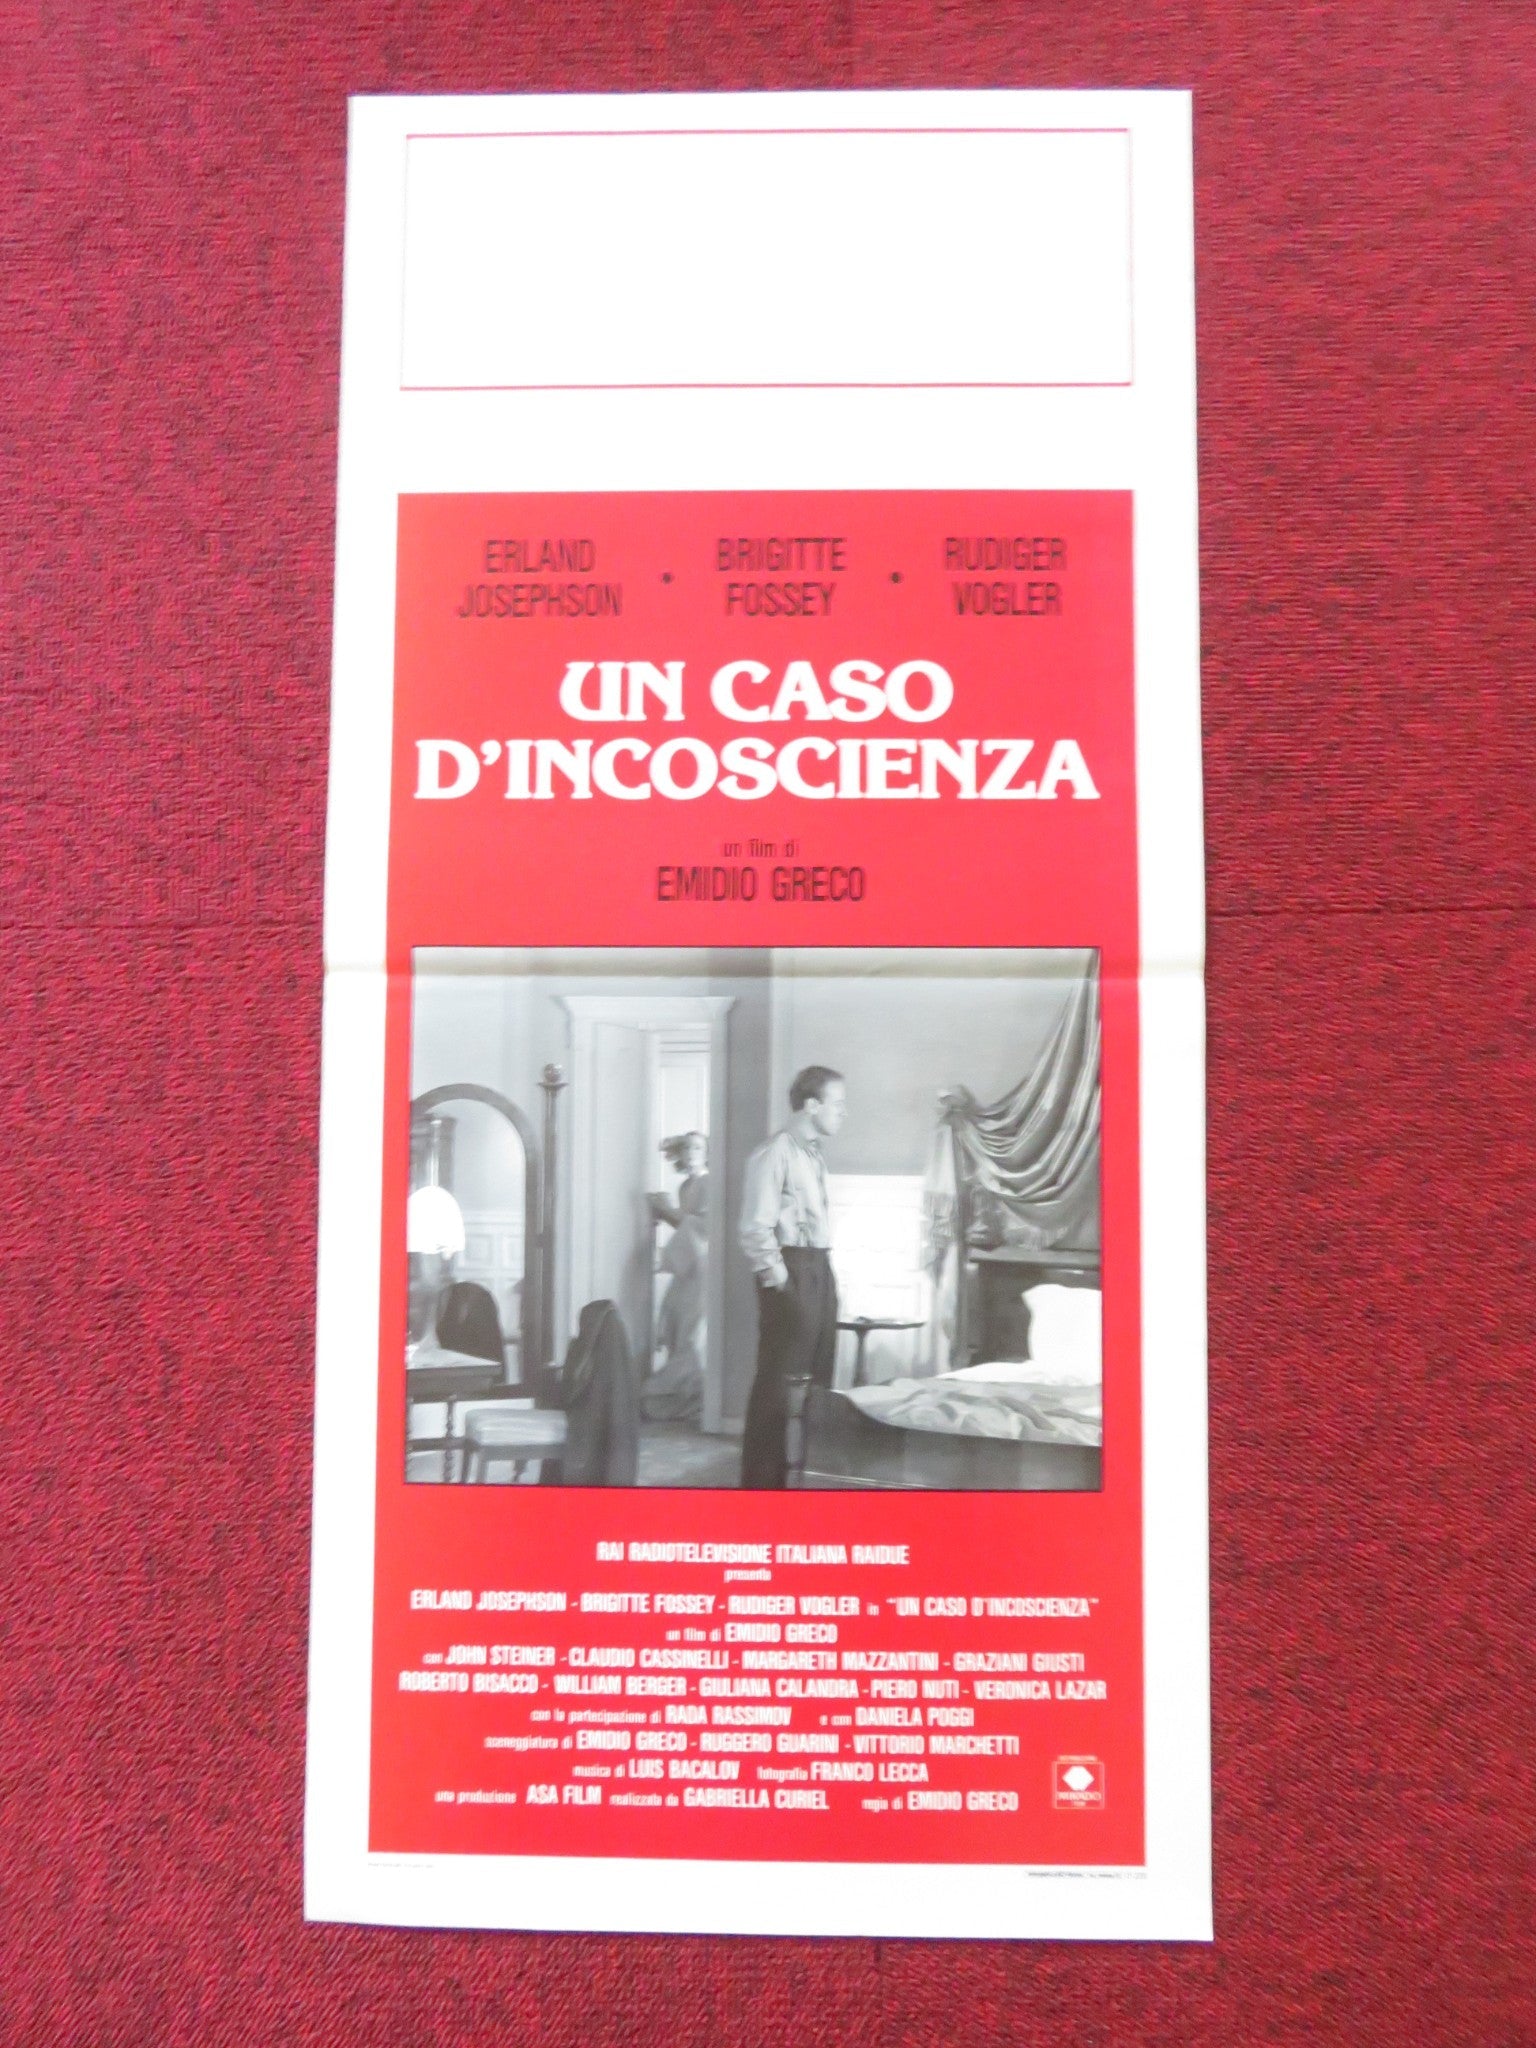 ERLAND JOSEPHSON • BRIGITTE FOSSEY • RUDIGER VOGLER
UN CASO
D'INCOSCIENZA
un film di
EMIDIO GRECO
RAI RADIOTELEVISIONE ITALIANA RAIDUE
presenta
ERLAND JOSEPHSON - BRIGITTE FOSSEY - RUDIGER VOGLER in "UN CASO D'INCOSCIENZA"
un film di EMIDIO GRECO
con JOHN STEINER - CLAUDIO CASSINELLI - MARGARETH MAZZANTINI - GRAZIANI GIUSTI
ROBERTO BISACCO - WILLIAM BERGER - GIULIANA CALANDRA - PIERO NUTI - VERONICA LAZAR
con la partecipazione di RADA RASSIMOV e con DANIELA POGGI
sceneggiatura di EMIDIO GRECO - RUGGERO GUARINI - VITTORIO MARCHETTI
musica di LUIS BACALOV fotografia FRANCO LECCA
una produzione ASA FILM realizzata da GABRIELLA CURIEL regia di EMIDIO GRECO